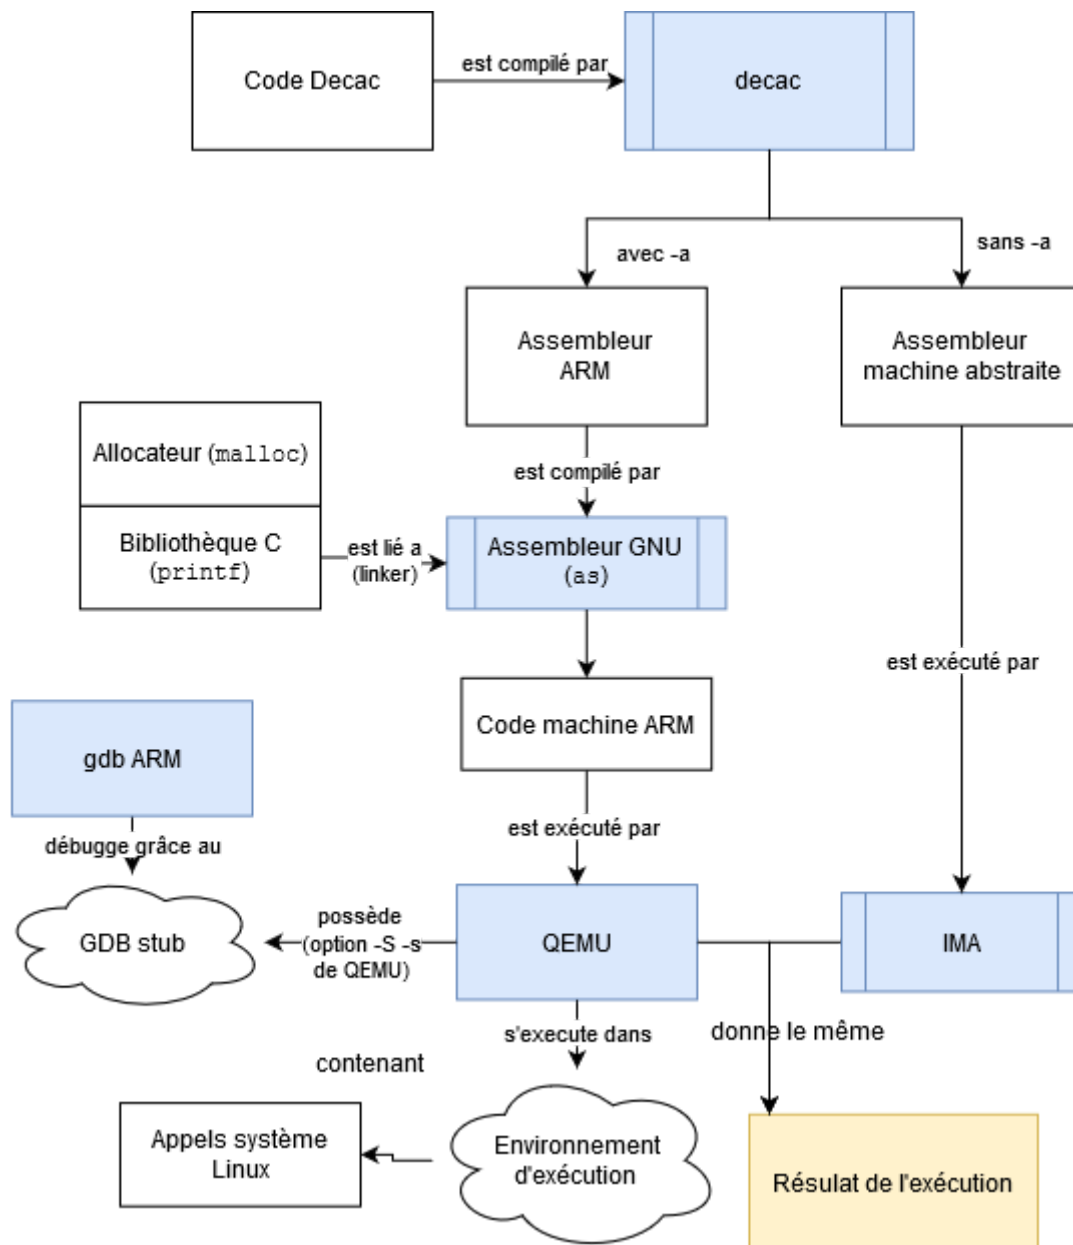 Code Decac
est compilé par
decac
avec -a
sans -a
Assembleur
ARM
Assembleur
machine abstraite
Allocateur (malloc)
est compilé par
Bibliothèque C
(printf)
est lié a
(linker)
Assembleur GNU
(as)
est exécuté par
Code machine ARM
gdb ARM
débugge grâce au
est exécuté par
GDB stub
possède
(option -S -s
de QEMU)
QEMU
IMA
s'execute dans
donne le même
contenant
Appels système
Linux
Environnement
d'exécution
Résulat de l'exécution